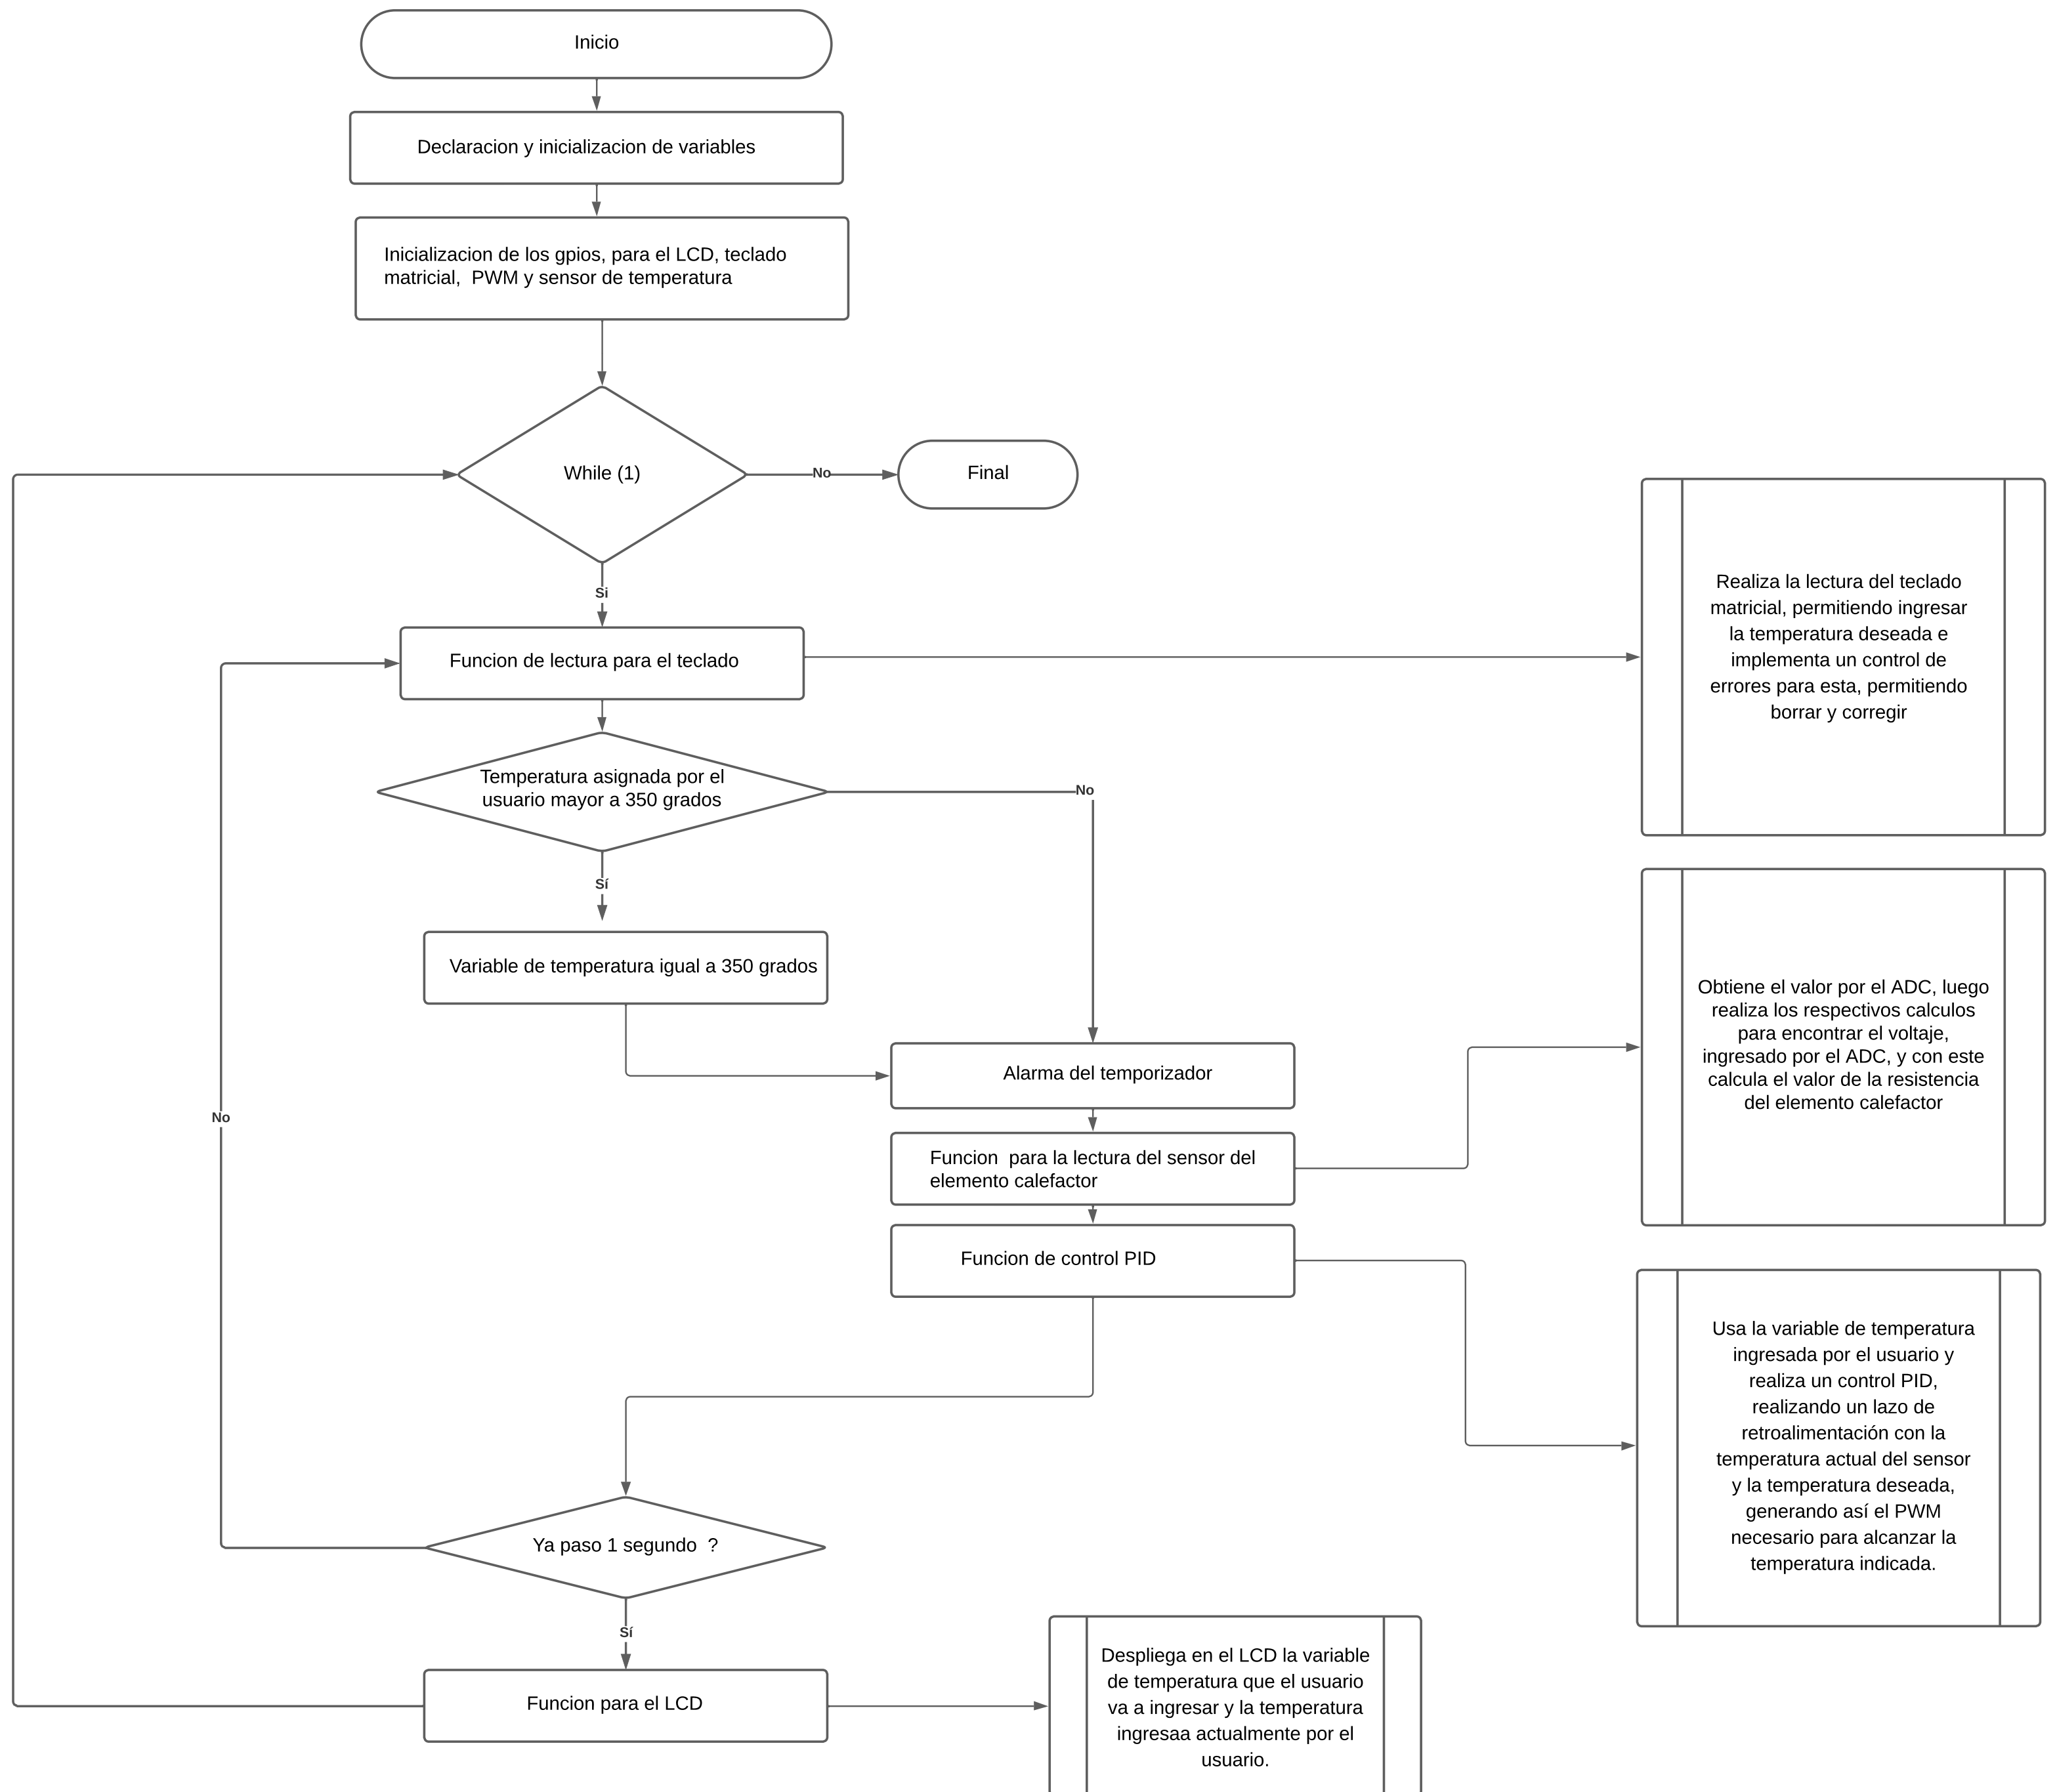 Inicio
Declaracion y inicializacion de variables
Inicializacion de los gpios, para el LCD, teclado
matricial,  PWM y sensor de temperatura
While (1)
No
Final
Si
Funcion de lectura para el teclado
Realiza la lectura del teclado
matricial, permitiendo ingresar
la temperatura deseada e
implementa un control de
errores para esta, permitiendo
borrar y corregir
Temperatura asignada por el
usuario mayor a 350 grados
No
Sí
Variable de temperatura igual a 350 grados
Alarma del temporizador
Funcion  para la lectura del sensor del
elemento calefactor
Obtiene el valor por el ADC, luego
realiza los respectivos calculos
para encontrar el voltaje,
ingresado por el ADC, y con este
calcula el valor de la resistencia
del elemento calefactor
No
Funcion de control PID
Usa la variable de temperatura
ingresada por el usuario y
realiza un control PID,
realizando un lazo de
retroalimentación con la
temperatura actual del sensor
y la temperatura deseada,
generando así el PWM
necesario para alcanzar la
temperatura indicada.
Ya paso 1 segundo  ?
Sí
Funcion para el LCD
Despliega en el LCD la variable
de temperatura que el usuario
va a ingresar y la temperatura
ingresaa actualmente por el
usuario.